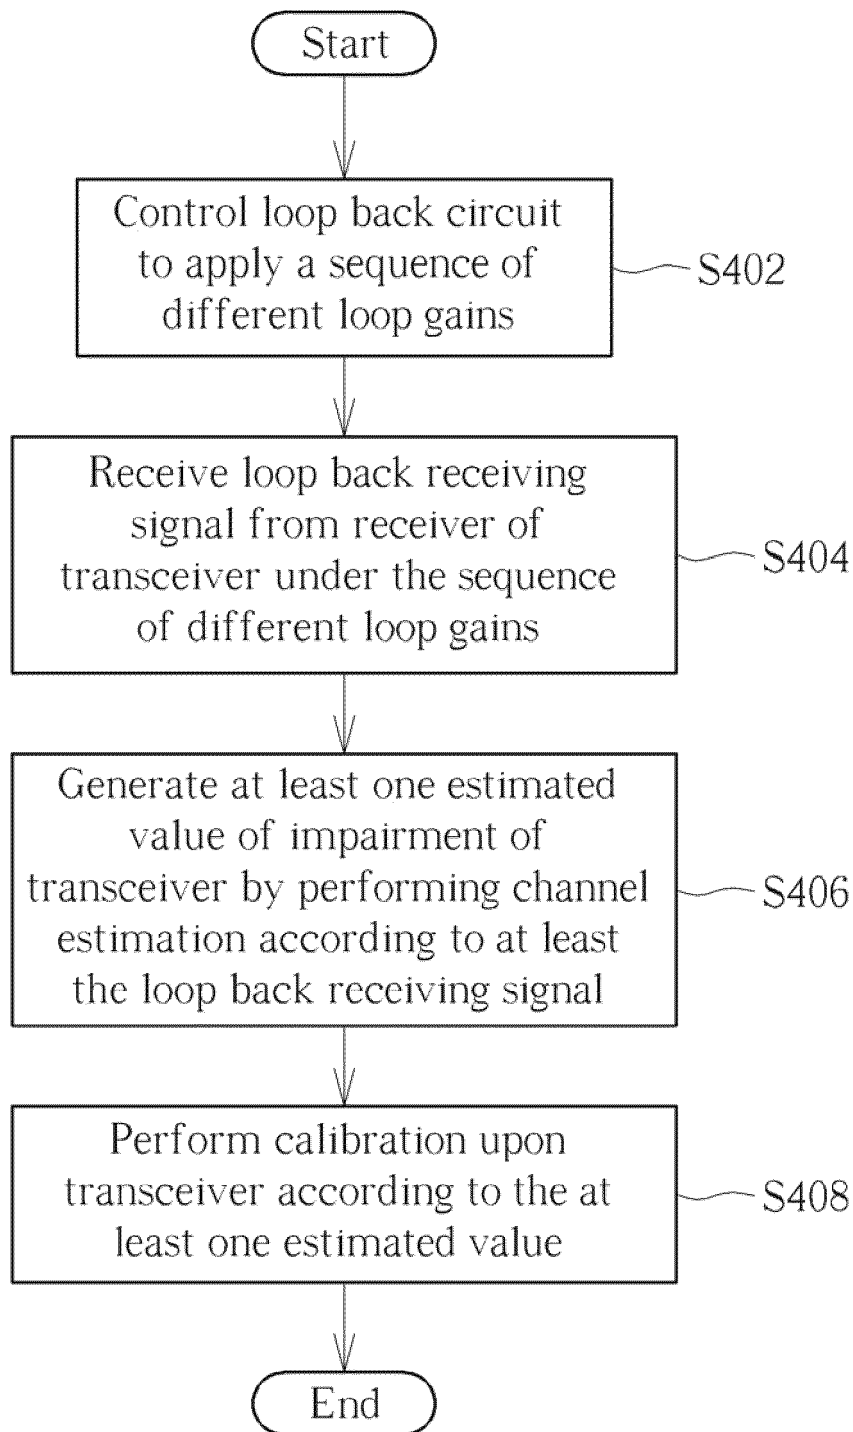 Start
Control loop back circuit
to apply a sequence of
different loop gains
S402
Receive loop back receiving
signal from receiver of
transceiver under the sequence
of different loop gains
S404
Generate at least one estimated
value of impairment of
transceiver by performing channel
estimation according to at least
the loop back receiving signal
S406
Perform calibration upon
transceiver according to the at
least one estimated value
S408
End